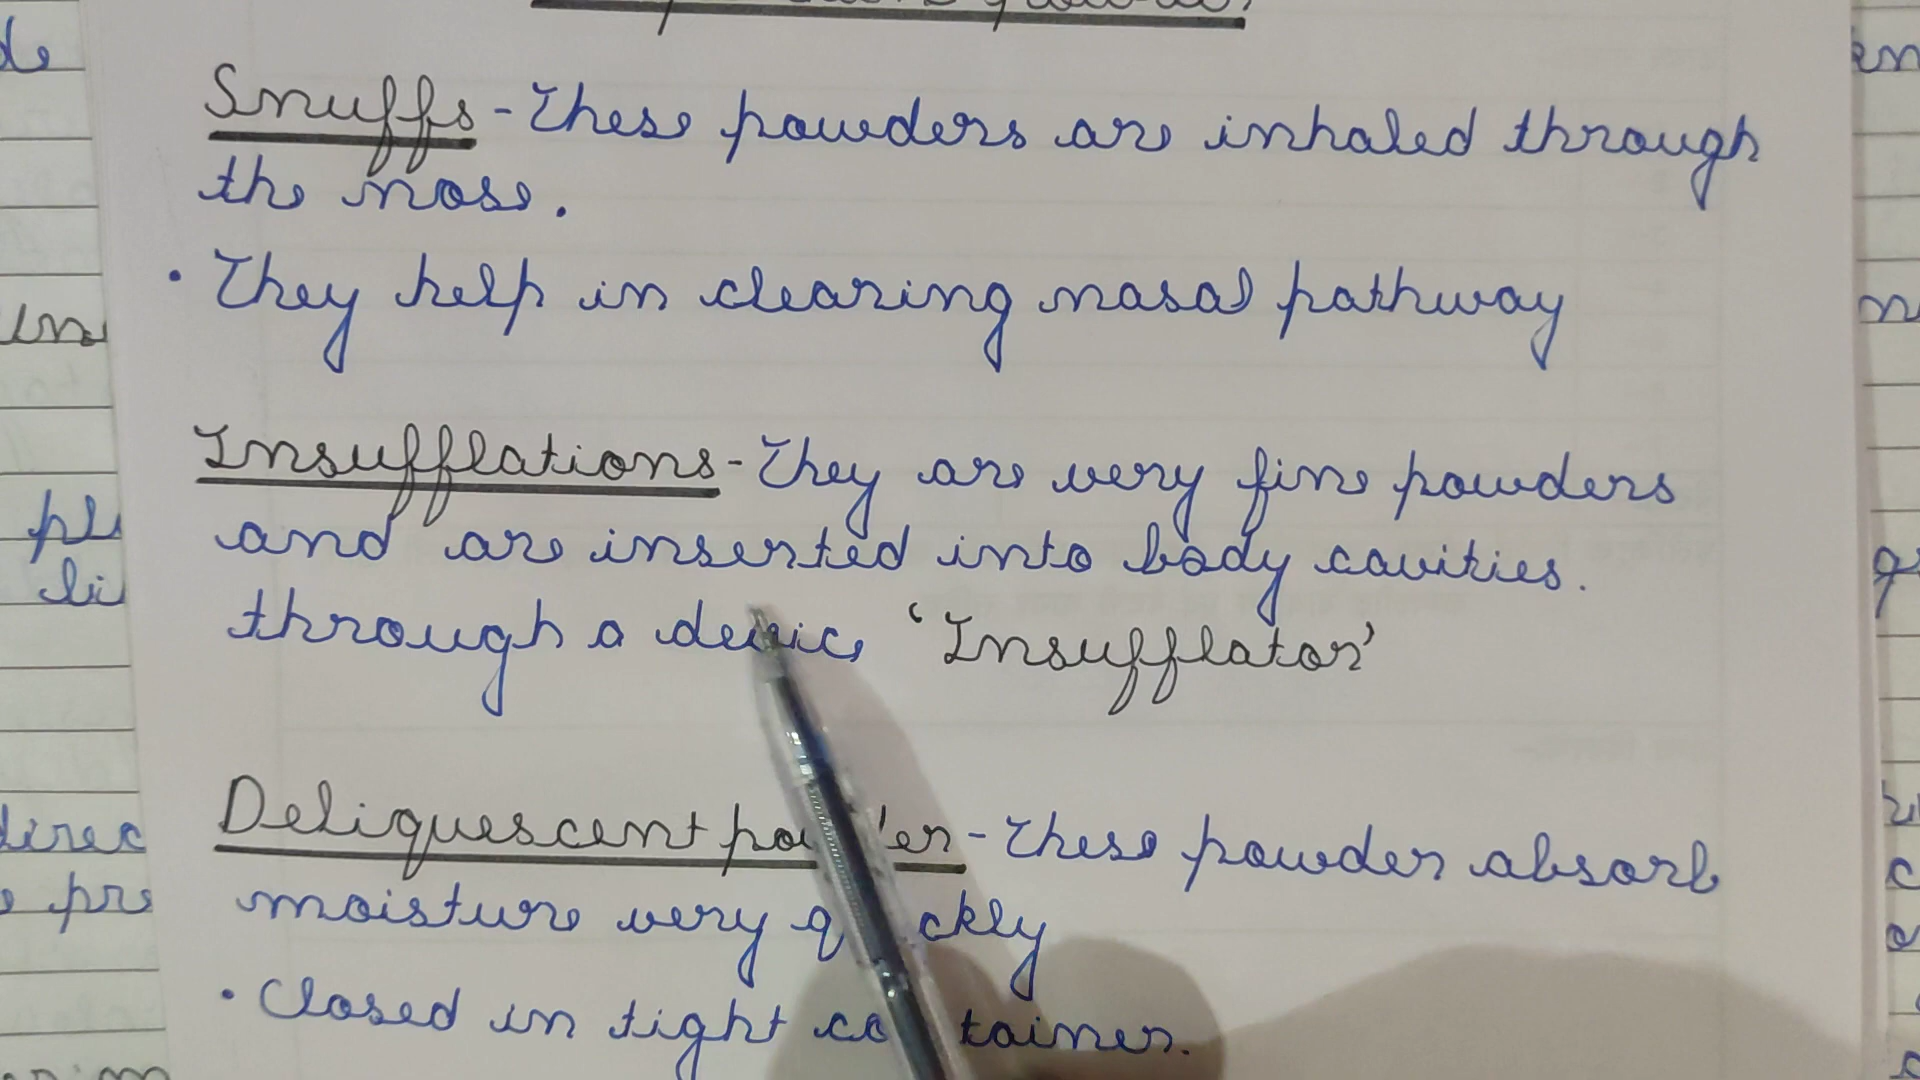 Snuffs - These powders are inhaled through
the nose.
• They help in clearing nasal pathway
Insufflations - They are very fine powders
and are inserted into body cavities.
through a device 'Insufflator'
Deliquescent powder - These powder absorb
moisture very quickly
• Closed in tight container.